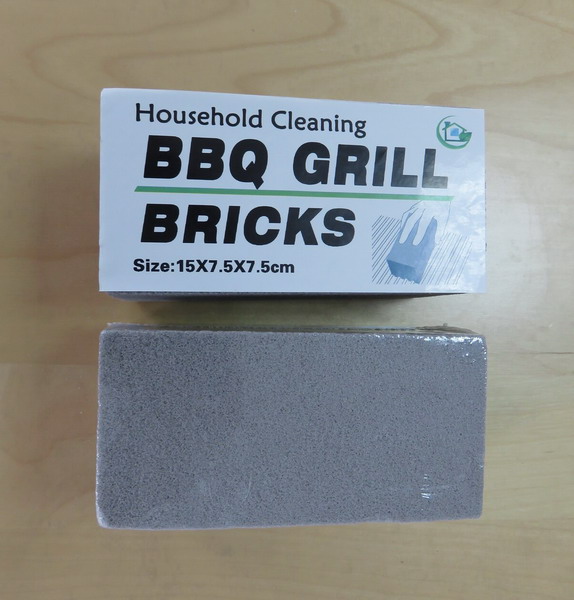 Household Cleaning
BBQ GRILL
BRICKS
Size:15X7.5X7.5cm